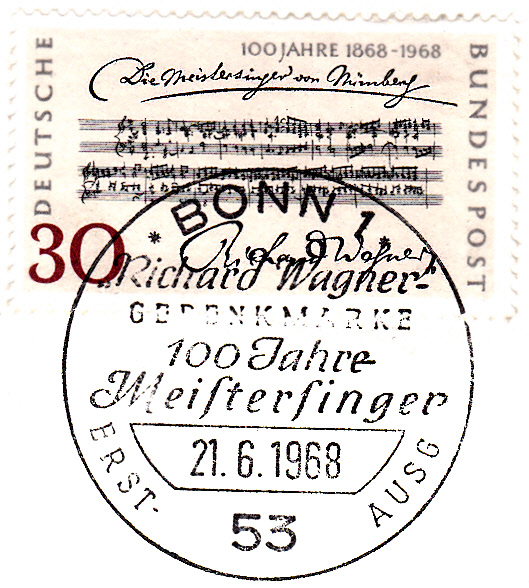 100 JAHRE 1868-1968
Die Meistersinger von Nürnberg
DEUTSCHE
BUNDESPOST
30
Richard Wagner
BONN 1
* *
Richard Wagner-
GEDENKMARKE
100 Jahre
Meiſterſinger
21.6.1968
ERST-
AUSG
53